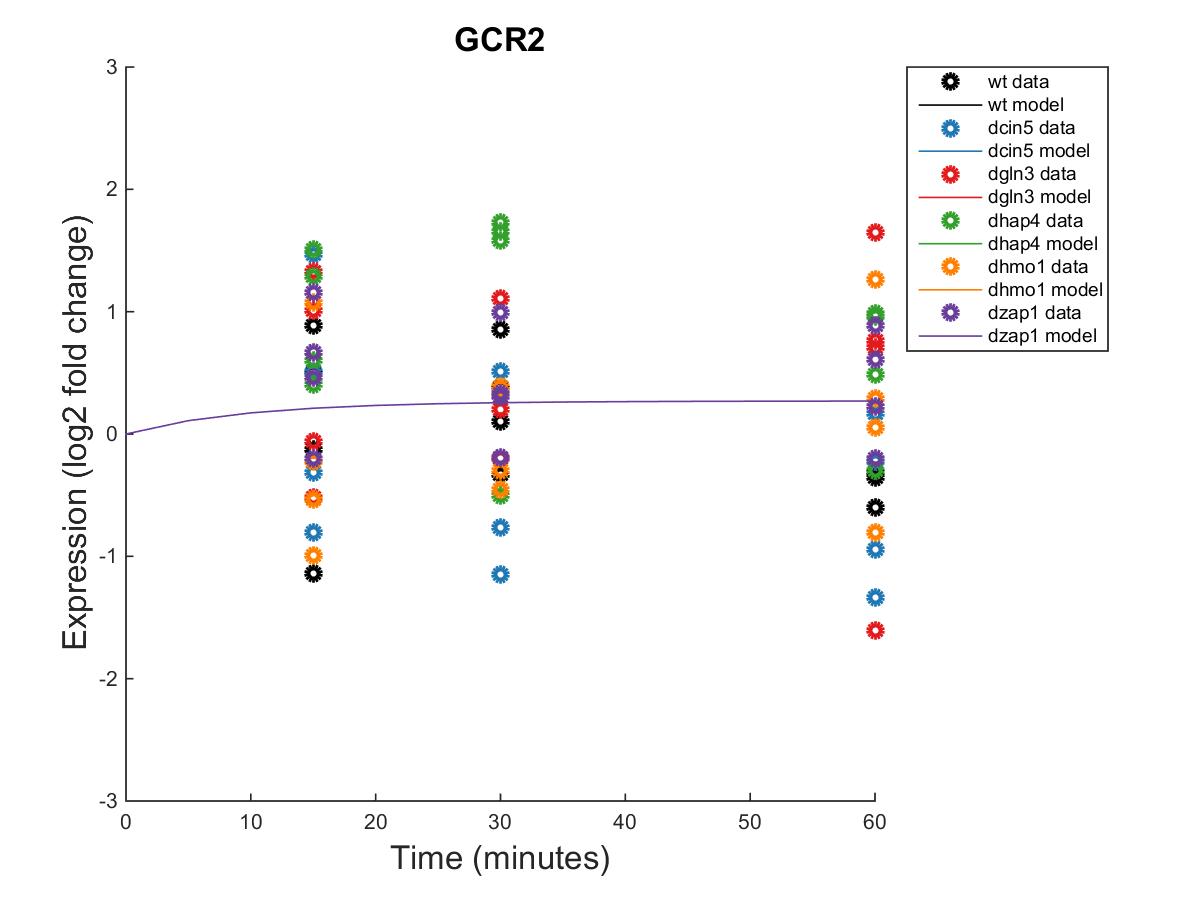 GCR2
3
2
1
0
-1
-2
-3
Expression (log2 fold change)
0 10 20 30 40 50 60
Time (minutes)
wt data
wt model
dcin5 data
dcin5 model
dgln3 data
dgln3 model
dhap4 data
dhap4 model
dhmo1 data
dhmo1 model
dzap1 data
dzap1 model